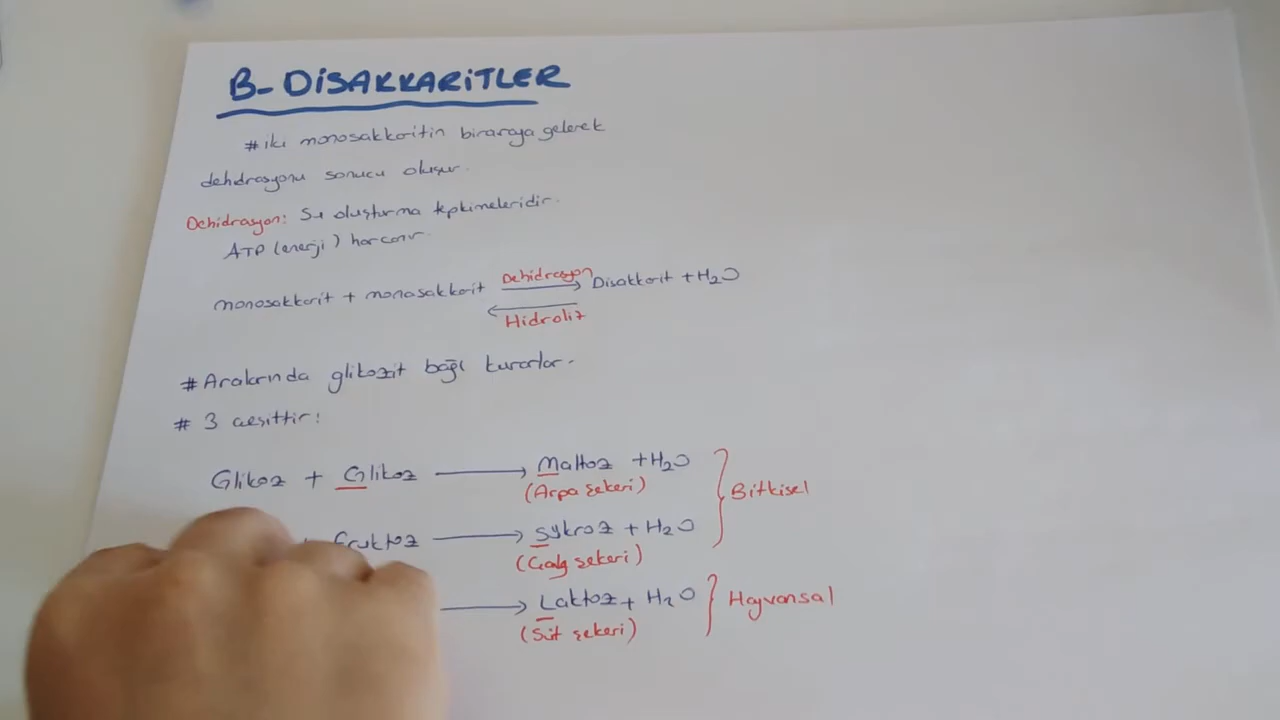 B- DİSAKKARİTLER
#iki monosakkaritin biraraya gelerek
dehdrasyonu sonucu oluşur.
Dehidrasyon: Su oluşturma tepkimeleridir.
ATP (enerji) harcanır.
monosakkarit + monosakkarit Dehidrasyon Disakkarit + H2O
Hidroliz
#Aralarında glikozit bağı kurarlar.
# 3 çeşittir:
Glikoz + Glikoz → Maltoz + H2O
(Arpa şekeri)
Bitkisel
+ fruktoz → Sykroz + H2O
(Çay şekeri)
→ Laktoz + H2O
(Süt şekeri)
Hayvansal